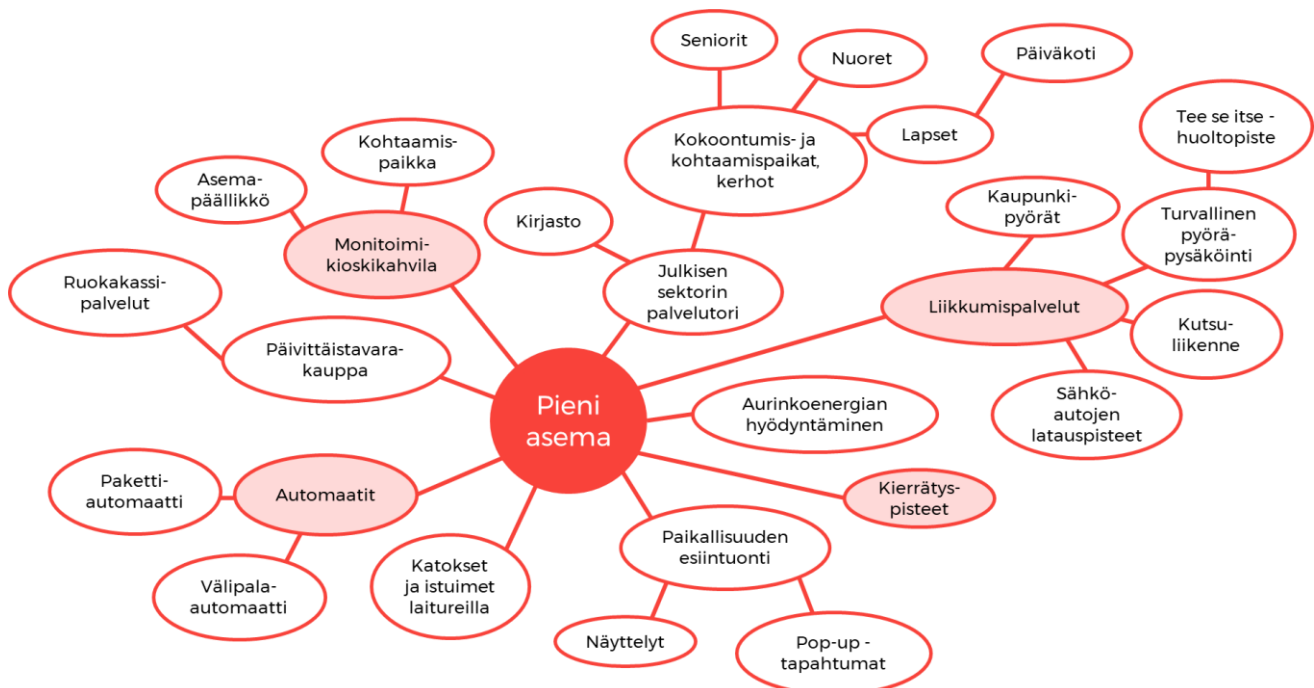 Seniorit
Nuoret
Päiväkoti
Tee se itse -
huoltopiste
Kokoontumis- ja
kohtaamispaikat,
kerhot
Lapset
Kohtaamis-
paikka
Asema-
päällikkö
Kaupunki-
pyörät
Kirjasto
Turvallinen
pyörä-
pysäköinti
Monitoimi-
kioskikahvila
Julkisen
sektorin
palvelutori
Ruokakassi-
palvelut
Liikkumispalvelut
Kutsu-
liikenne
Päivittäistavara-
kauppa
Pieni
asema
Aurinkoenergian
hyödyntäminen
Sähkö-
autojen
latauspisteet
Paketti-
automaatti
Automaatit
Kierrätys-
pisteet
Paikallisuuden
esiintuonti
Katokset
ja istuimet
laitureilla
Välipala-
automaatti
Näyttelyt
Pop-up -
tapahtumat